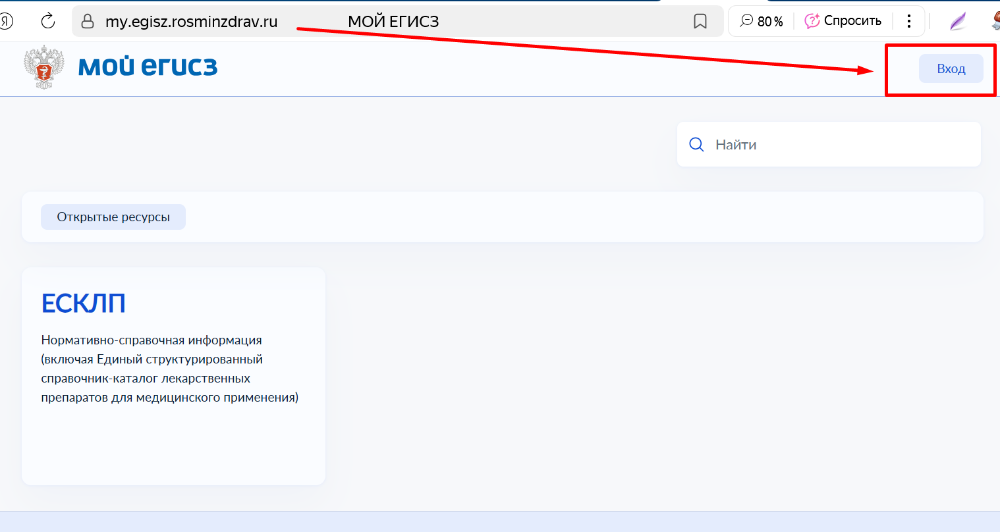 Я my.egisz.rosminzdrav.ru МОЙ ЕГИСЗ 80 % Спросить
мой егисз Вход
Найти
Открытые ресурсы
ЕСКЛП
Нормативно-справочная информация
(включая Единый структурированный
справочник-каталог лекарственных
препаратов для медицинского применения)